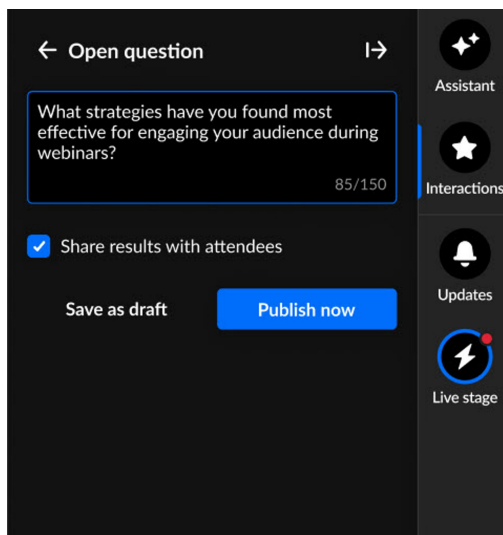 Open question
What strategies have you found most
effective for engaging your audience during
webinars?
85/150
Share results with attendees
Save as draft
Publish now
Assistant
Interactions
Updates
Live stage